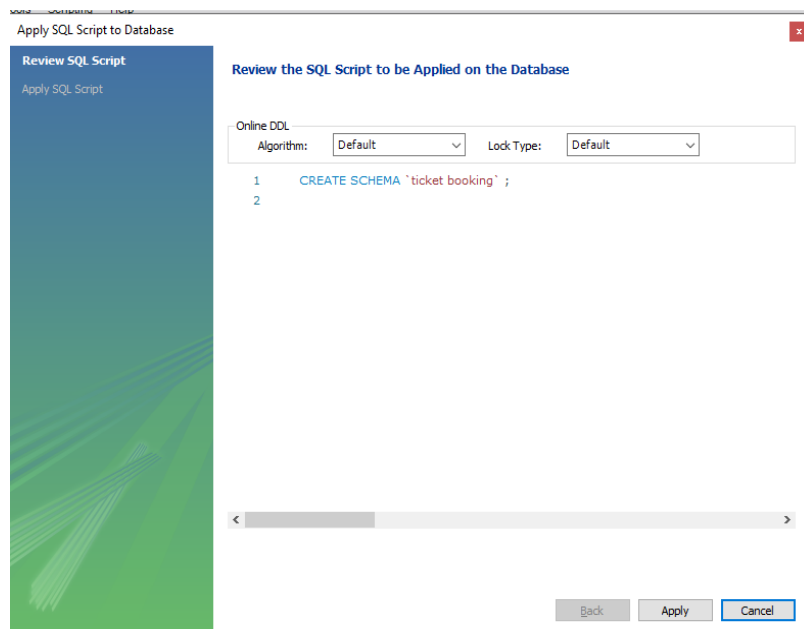 Apply SQL Script to Database
x
Review SQL Script
Apply SQL Script
Review the SQL Script to be Applied on the Database
Online DDL
Algorithm: Default Lock Type: Default
1 CREATE SCHEMA `ticket booking` ;
2
Back Apply Cancel